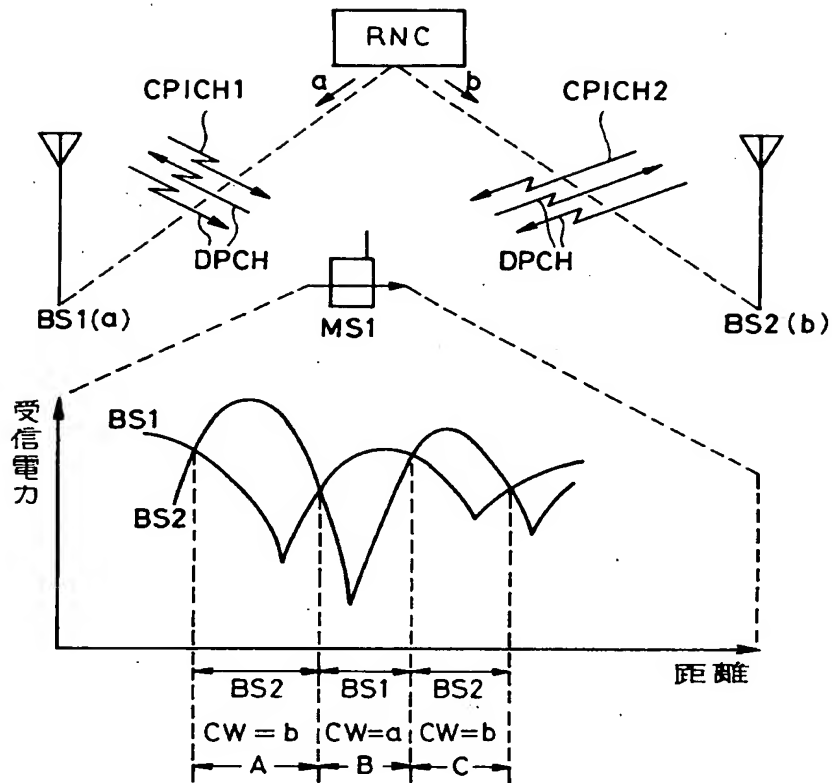 RNC
a b
CPICH1 CPICH2
DPCH DPCH
BS1(a) MS1 BS2(b)
受信電力
BS1
BS2
距離
BS2 BS1 BS2
CW=b CW=a CW=b
A B C